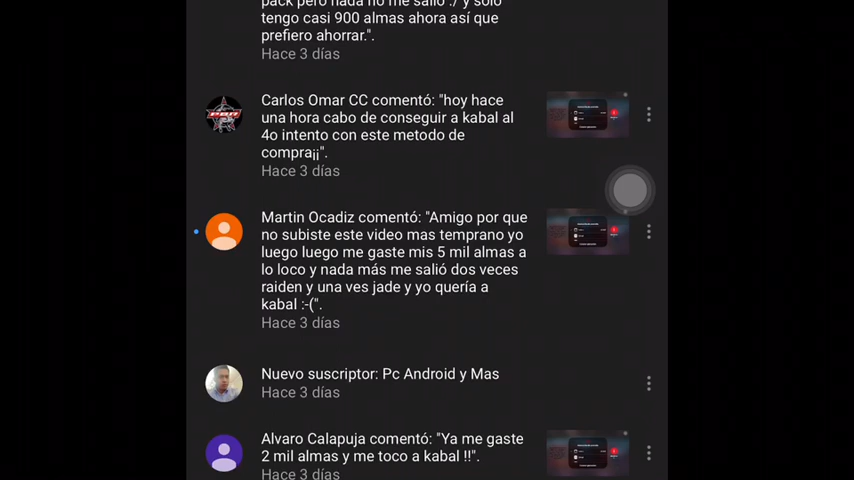 pack pero nada no me salió :/ y solo
tengo casi 900 almas ahora así que
prefiero ahorrar.".
Hace 3 días
Carlos Omar CC comentó: "hoy hace
una hora cabo de conseguir a kabal al
4o intento con este metodo de
compra¡¡".
Hace 3 días
Martin Ocadiz comentó: "Amigo por que
no subiste este video mas temprano yo
luego luego me gaste mis 5 mil almas a
lo loco y nada más me salió dos veces
raiden y una ves jade y yo quería a
kabal :-(".
Hace 3 días
Nuevo suscriptor: Pc Android y Mas
Hace 3 días
Alvaro Calapuja comentó: "Ya me gaste
2 mil almas y me toco a kabal !!".
Hace 3 días